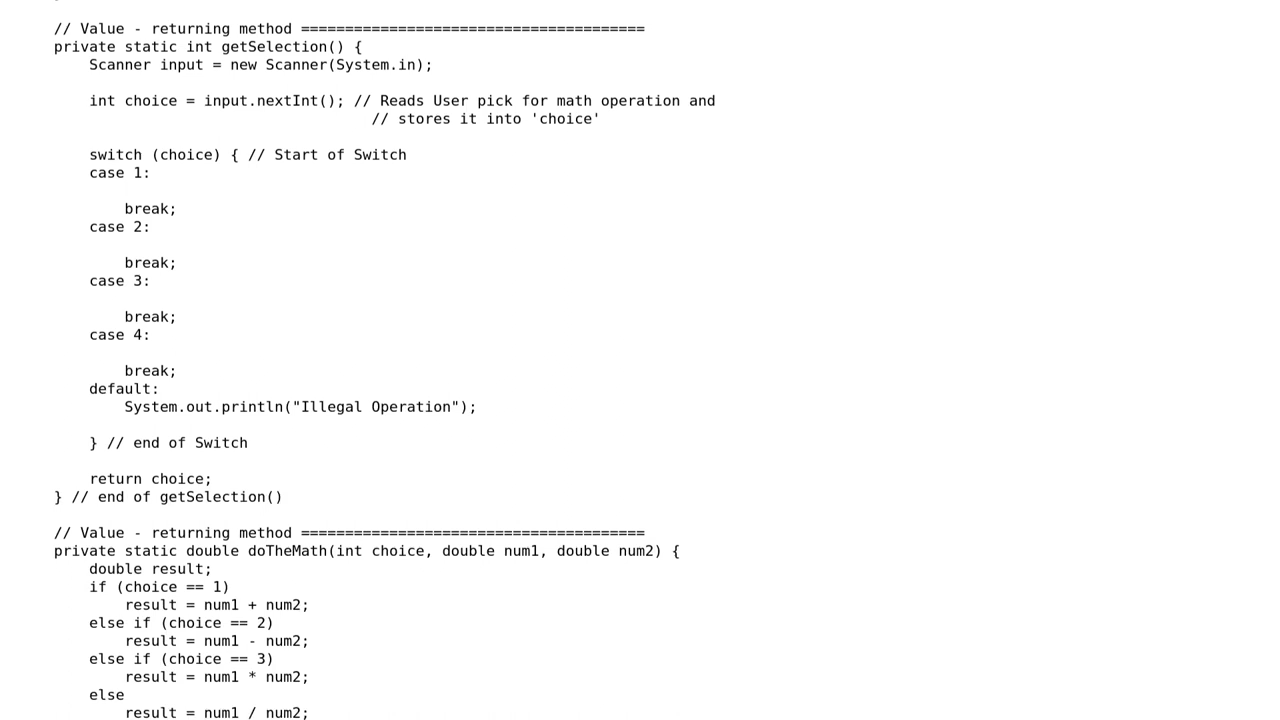 // Value - returning method =======================================
private static int getSelection() {
    Scanner input = new Scanner(System.in);
    int choice = input.nextInt(); // Reads User pick for math operation and
                                    // stores it into 'choice'
    switch (choice) { // Start of Switch
    case 1:
        break;
    case 2:
        break;
    case 3:
        break;
    case 4:
        break;
    default:
        System.out.println("Illegal Operation");
    } // end of Switch
    return choice;
} // end of getSelection()
// Value - returning method =======================================
private static double doTheMath(int choice, double num1, double num2) {
    double result;
    if (choice == 1)
        result = num1 + num2;
    else if (choice == 2)
        result = num1 - num2;
    else if (choice == 3)
        result = num1 * num2;
    else
        result = num1 / num2;